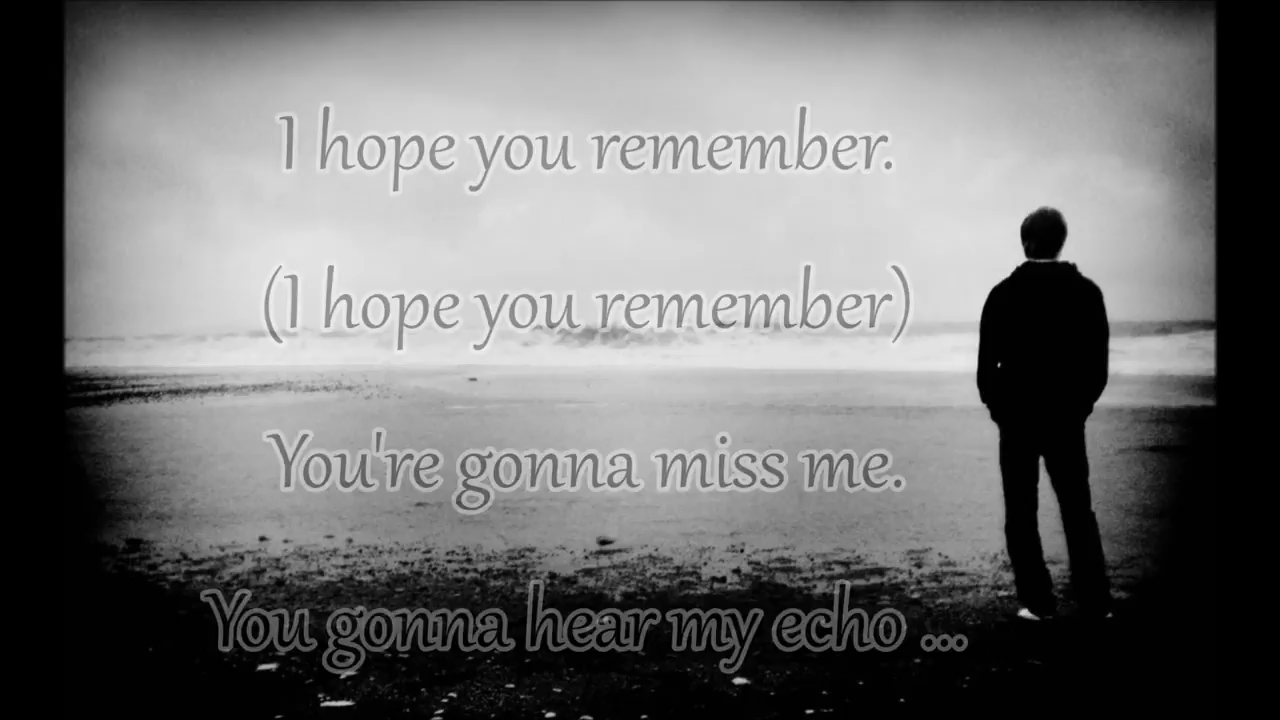 I hope you remember.
(I hope you remember)
You're gonna miss me.
You gonna hear my echo ...